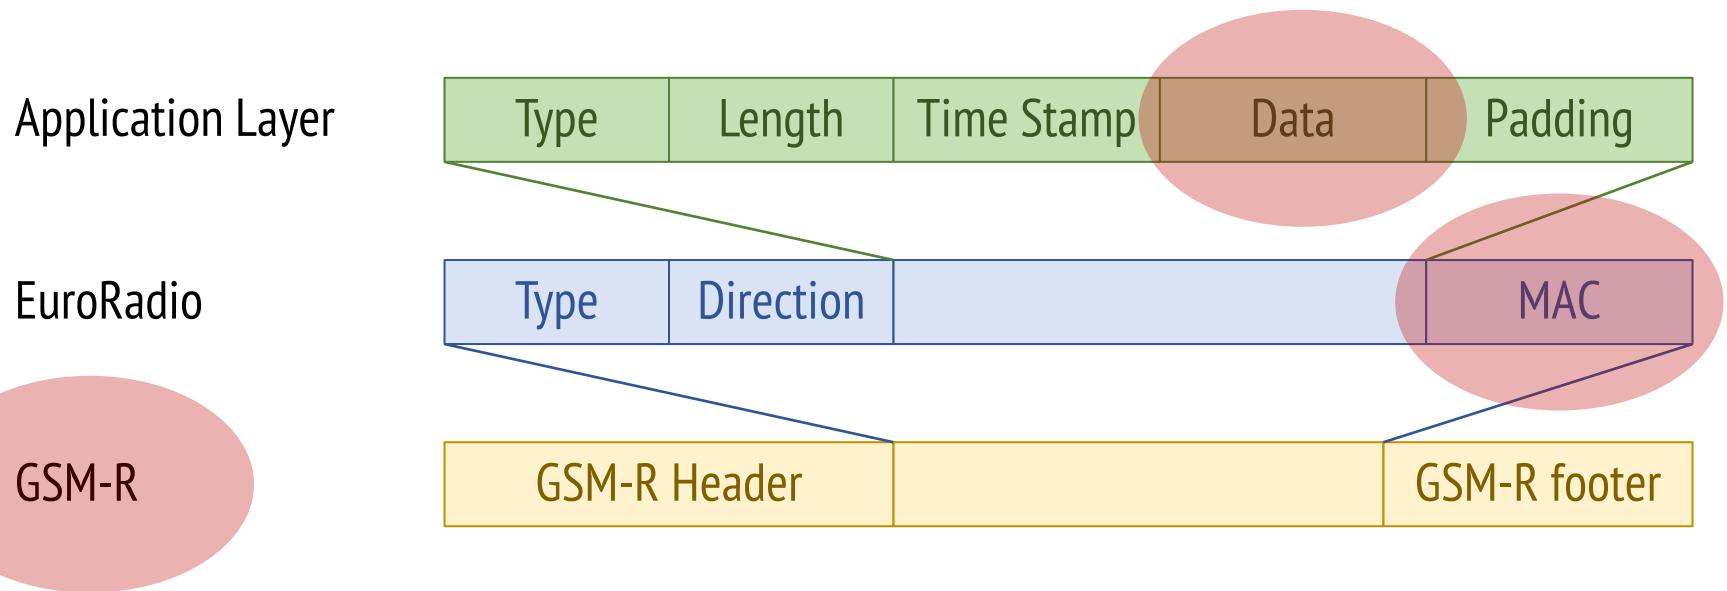 Application Layer Type Length Time Stamp Data Padding
EuroRadio Type Direction MAC
GSM-R GSM-R Header GSM-R footer